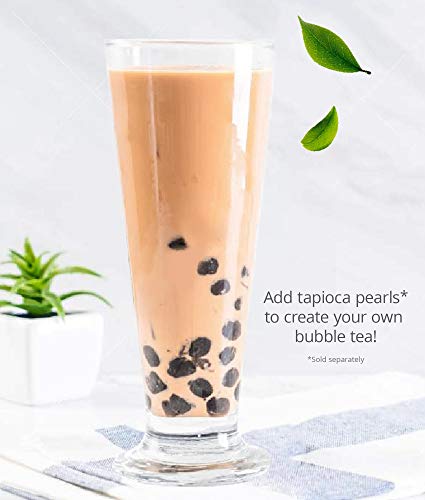 Add tapioca pearls*
to create your own
bubble tea!
*Sold separately